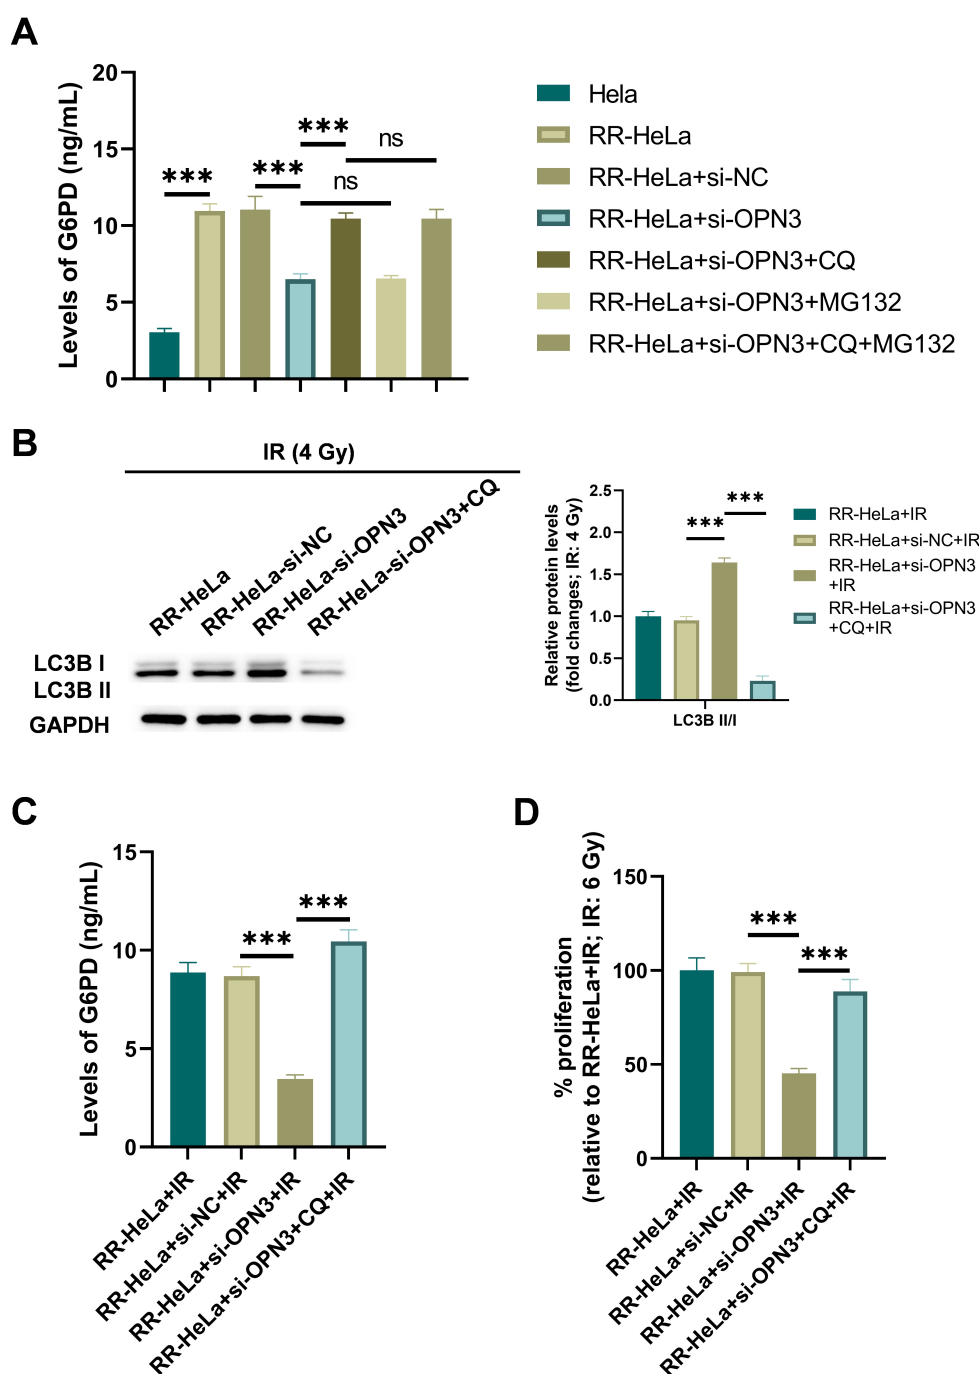 A
Levels of G6PD (ng/mL)
20
15
10
5
0
***
***
***
ns
ns
Hela
RR-HeLa
RR-HeLa+si-NC
RR-HeLa+si-OPN3
RR-HeLa+si-OPN3+CQ
RR-HeLa+si-OPN3+MG132
RR-HeLa+si-OPN3+CQ+MG132
B
IR (4 Gy)
RR-HeLa
RR-HeLa-si-NC
RR-HeLa-si-OPN3
RR-HeLa-si-OPN3+CQ
LC3B I
LC3B II
GAPDH
Relative protein levels
(fold changes; IR: 4 Gy)
2.5
2.0
1.5
1.0
0.5
0.0
***
***
LC3B II/I
RR-HeLa+IR
RR-HeLa+si-NC+IR
RR-HeLa+si-OPN3
+IR
RR-HeLa+si-OPN3
+CQ+IR
C
Levels of G6PD (ng/mL)
15
10
5
0
***
***
RR-HeLa+IR
RR-HeLa+si-NC+IR
RR-HeLa+si-OPN3+IR
RR-HeLa+si-OPN3+CQ+IR
D
% proliferation
(relative to RR-HeLa+IR; IR: 6 Gy)
150
100
50
0
***
***
RR-HeLa+IR
RR-HeLa+si-NC+IR
RR-HeLa+si-OPN3+IR
RR-HeLa+si-OPN3+CQ+IR